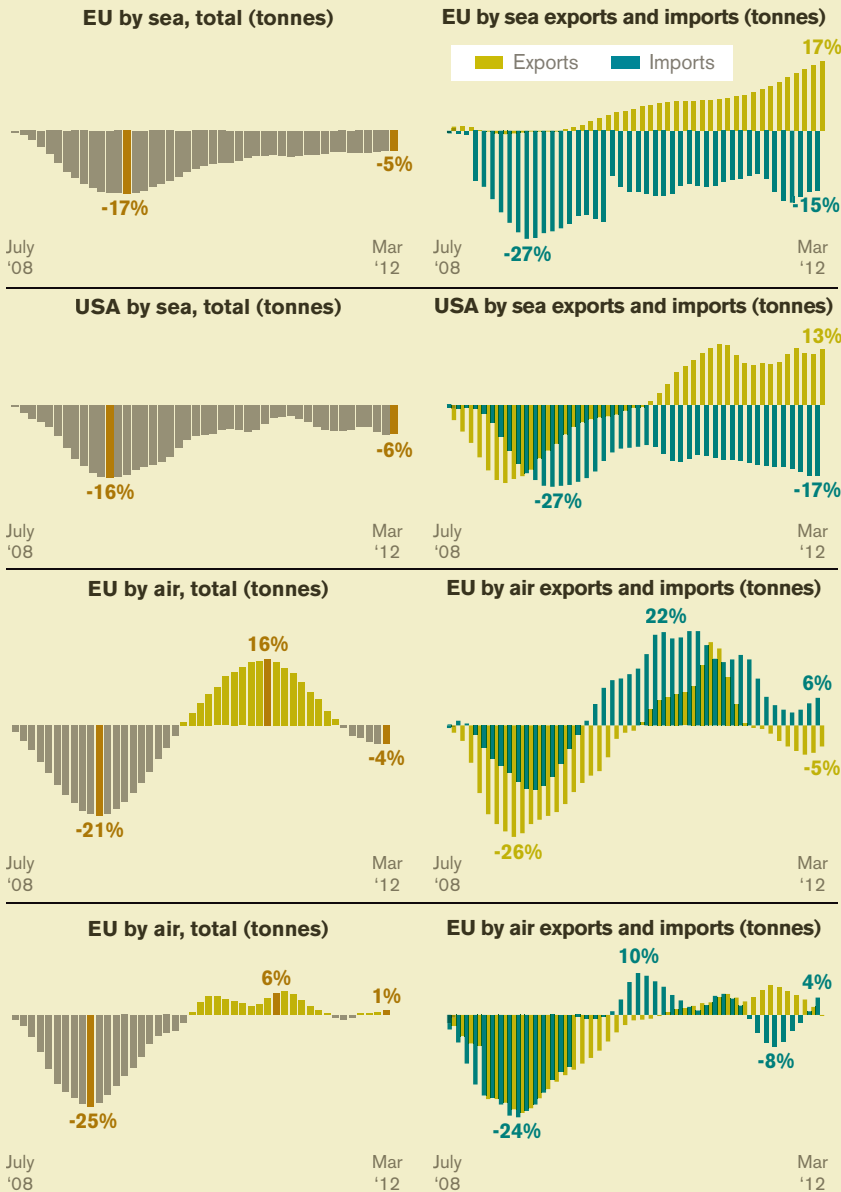 EU by sea, total (tonnes)
-17%
-5%
July
‘08
Mar
‘12
EU by sea exports and imports (tonnes)
Exports
Imports
17%
-15%
-27%
July
‘08
Mar
‘12
USA by sea, total (tonnes)
-16%
-6%
July
‘08
Mar
‘12
USA by sea exports and imports (tonnes)
13%
-27%
-17%
July
‘08
Mar
‘12
EU by air, total (tonnes)
16%
-4%
-21%
July
‘08
Mar
‘12
EU by air exports and imports (tonnes)
22%
6%
-5%
-26%
July
‘08
Mar
‘12
EU by air, total (tonnes)
6%
1%
-25%
July
‘08
Mar
‘12
EU by air exports and imports (tonnes)
10%
4%
-8%
-24%
July
‘08
Mar
‘12